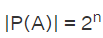 |P(A)| = 2ⁿ